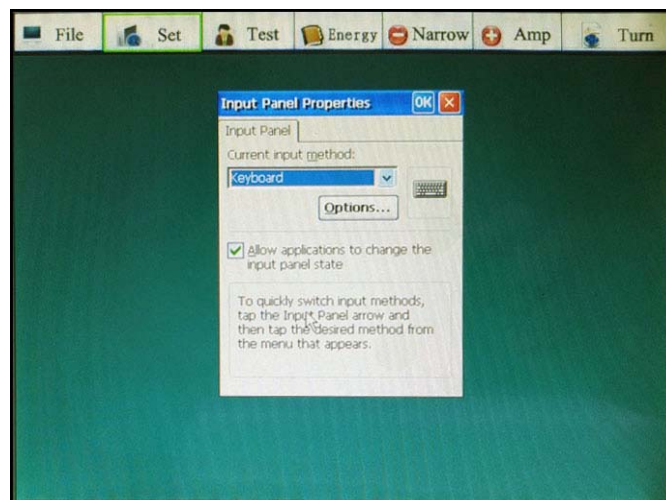 File Set Test Energy Narrow Amp Turn
Input Panel Properties OK
Input Panel
Current input method:
Keyboard
Options...
Allow applications to change the
input panel state
To quickly switch input methods,
tap the Input Panel arrow and
then tap the desired method from
the menu that appears.